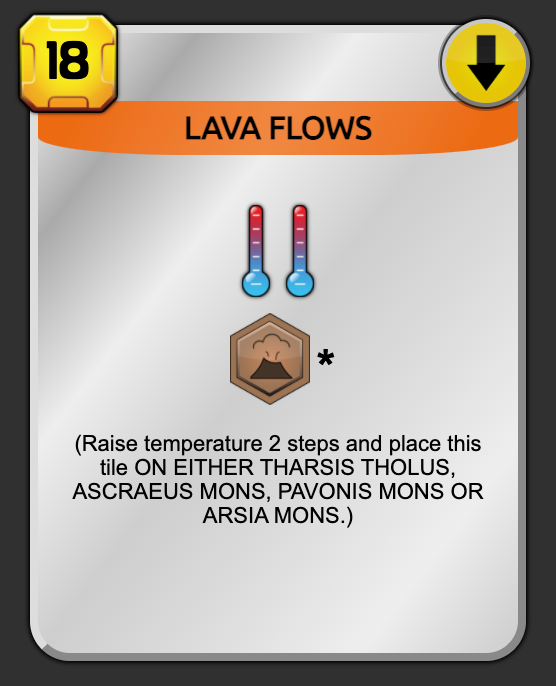 18
LAVA FLOWS
*
(Raise temperature 2 steps and place this
tile ON EITHER THARSIS THOLUS,
ASCRAEUS MONS, PAVONIS MONS OR
ARSIA MONS.)